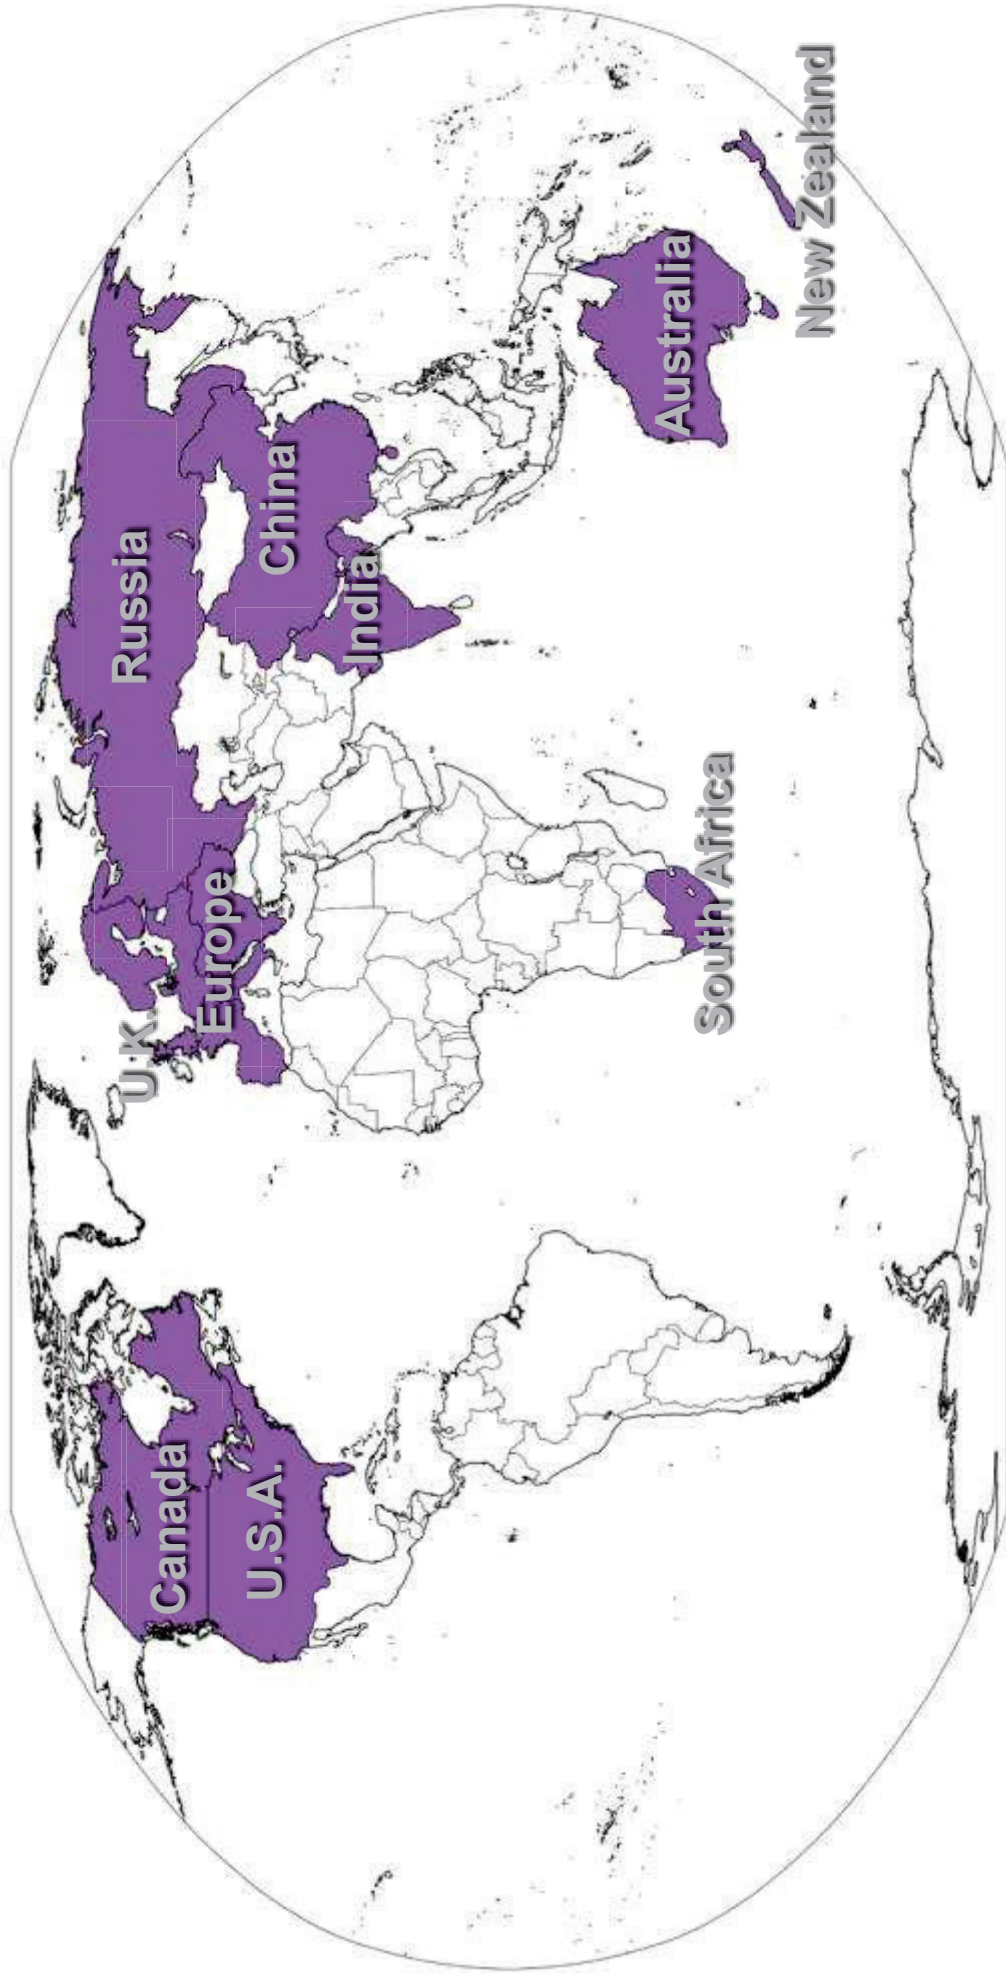 Canada
U.S.A.
U.K.
Europe
Russia
China
India
South Africa
Australia
New Zealand